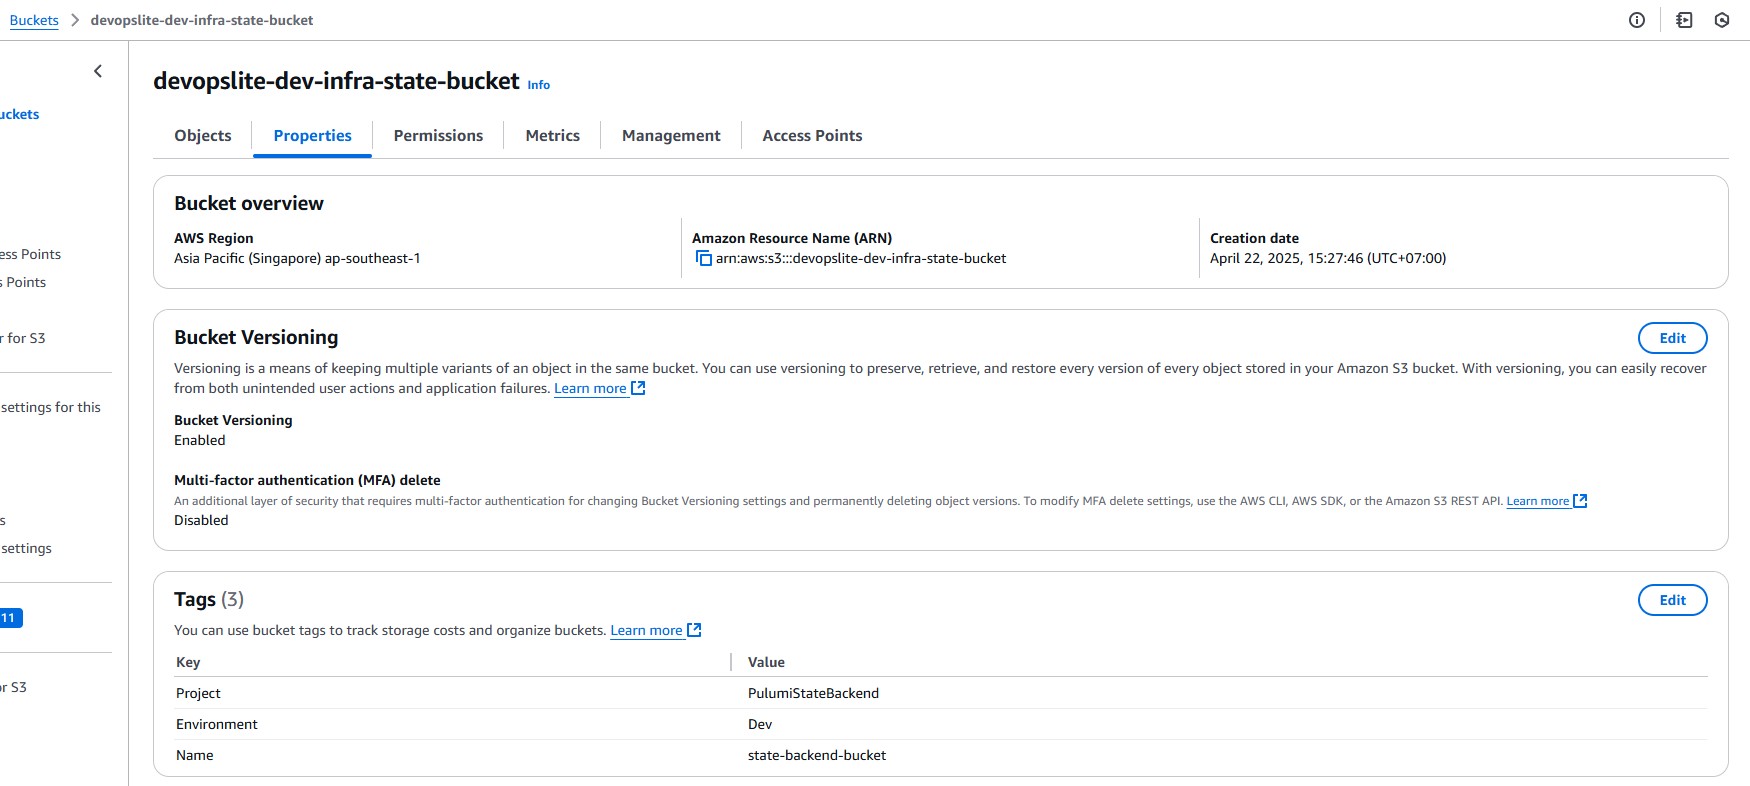 Buckets > devopslite-dev-infra-state-bucket
uckets
ess Points
s Points
r for S3
settings for this
s
settings
11
or S3
devopslite-dev-infra-state-bucket Info
Objects Properties Permissions Metrics Management Access Points
Bucket overview
AWS Region
Asia Pacific (Singapore) ap-southeast-1
Amazon Resource Name (ARN)
arn:aws:s3:::devopslite-dev-infra-state-bucket
Creation date
April 22, 2025, 15:27:46 (UTC+07:00)
Bucket Versioning
Edit
Versioning is a means of keeping multiple variants of an object in the same bucket. You can use versioning to preserve, retrieve, and restore every version of every object stored in your Amazon S3 bucket. With versioning, you can easily recover
from both unintended user actions and application failures. Learn more
Bucket Versioning
Enabled
Multi-factor authentication (MFA) delete
An additional layer of security that requires multi-factor authentication for changing Bucket Versioning settings and permanently deleting object versions. To modify MFA delete settings, use the AWS CLI, AWS SDK, or the Amazon S3 REST API. Learn more
Disabled
Tags (3)
Edit
You can use bucket tags to track storage costs and organize buckets. Learn more
Key Value
Project PulumiStateBackend
Environment Dev
Name state-backend-bucket